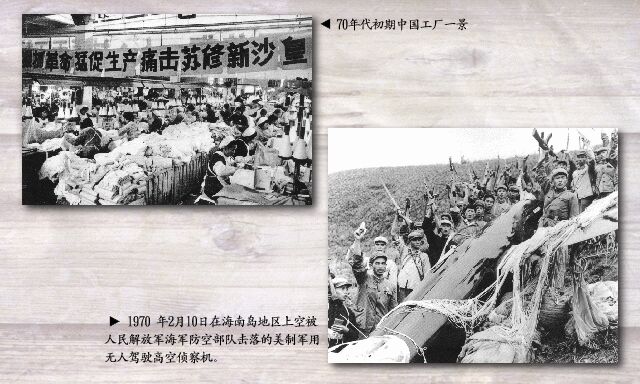 革命猛促生产痛击苏修新沙皇
◀ 70年代初期中国工厂一景
▶ 1970 年2月10日在海南岛地区上空被
人民解放军海军防空部队击落的美制军用
无人驾驶高空侦察机。